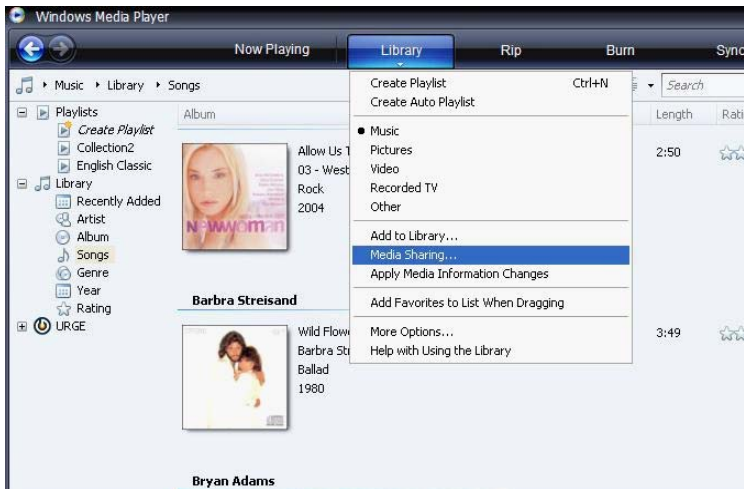 Windows Media Player
Now Playing Library Rip Burn Sync
Music Library Songs
Search
Playlists
Create Playlist
Collection2
English Classic
Library
Recently Added
Artist
Album
Songs
Genre
Year
Rating
URGE
Create Playlist Ctrl+N
Create Auto Playlist
Music
Pictures
Video
Recorded TV
Other
Add to Library...
Media Sharing...
Apply Media Information Changes
Add Favorites to List When Dragging
More Options...
Help with Using the Library
Album Length Rati
Allow Us T 2:50
03 - West
Rock
2004
NEWWOMAN
Barbra Streisand
Wild Flow 3:49
Barbra Str
Ballad
1980
Bryan Adams